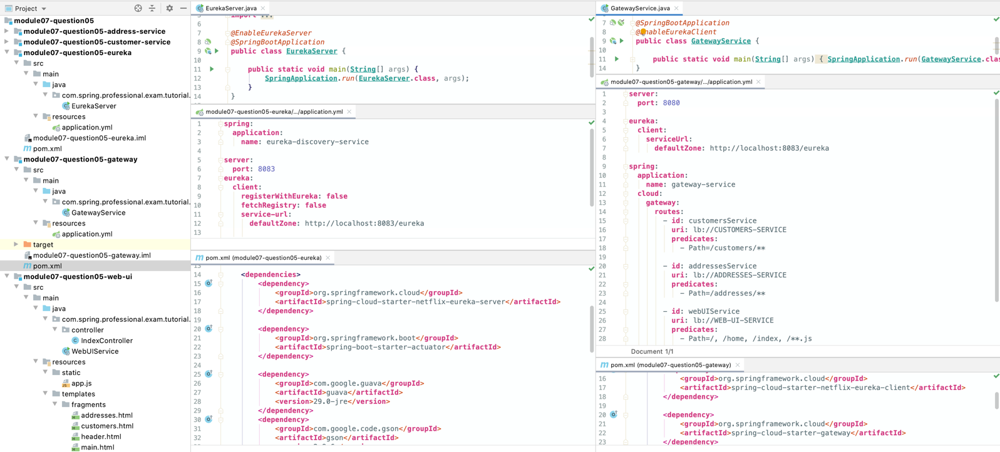 Project
module07-question05
module07-question05-address-service
module07-question05-customer-service
module07-question05-eureka
src
main
java
com.spring.professional.exam.tutorial.
EurekaServer
resources
application.yml
module07-question05-eureka.iml
pom.xml
module07-question05-gateway
src
main
java
com.spring.professional.exam.tutorial.
GatewayService
resources
application.yml
target
module07-question05-gateway.iml
pom.xml
module07-question05-web-ui
src
main
java
com.spring.professional.exam.tutorial.
controller
IndexController
WebUIService
resources
static
app.js
templates
fragments
addresses.html
customers.html
header.html
main.html
EurekaServer.java
import ...
6
7 @EnableEurekaServer
8 @SpringBootApplication
9 public class EurekaServer {
10
11 public static void main(String[] args) {
12 SpringApplication.run(EurekaServer.class, args);
13 }
14 }
module07-question05-eureka/.../application.yml
1 spring:
2 application:
3 name: eureka-discovery-service
4
5 server:
6 port: 8083
7 eureka:
8 client:
9 registerWithEureka: false
10 fetchRegistry: false
11 service-url:
12 defaultZone: http://localhost:8083/eureka
13
pom.xml (module07-question05-eureka)
13
14 <dependencies>
15 <dependency>
16 <groupId>org.springframework.cloud</groupId>
17 <artifactId>spring-cloud-starter-netflix-eureka-server</artifactId>
18 </dependency>
19
20 <dependency>
21 <groupId>org.springframework.boot</groupId>
22 <artifactId>spring-boot-starter-actuator</artifactId>
23 </dependency>
24
25 <dependency>
26 <groupId>com.google.guava</groupId>
27 <artifactId>guava</artifactId>
28 <version>29.0-jre</version>
29 </dependency>
30 <dependency>
31 <groupId>com.google.code.gson</groupId>
32 <artifactId>gson</artifactId>
GatewayService.java
7 @SpringBootApplication
8 @EnableEurekaClient
9 public class GatewayService {
10
11 public static void main(String[] args) { SpringApplication.run(GatewayService.clas
14 }
module07-question05-gateway/.../application.yml
1 server:
2 port: 8080
3
4 eureka:
5 client:
6 serviceUrl:
7 defaultZone: http://localhost:8083/eureka
8
9 spring:
10 application:
11 name: gateway-service
12 cloud:
13 gateway:
14 routes:
15 - id: customersService
16 uri: lb://CUSTOMERS-SERVICE
17 predicates:
18 - Path=/customers/**
19
20 - id: addressesService
21 uri: lb://ADDRESSES-SERVICE
22 predicates:
23 - Path=/addresses/**
24
25 - id: webUIService
26 uri: lb://WEB-UI-SERVICE
27 predicates:
28 - Path=/, /home, /index, /**.js
Document 1/1
pom.xml (module07-question05-gateway)
16 <groupId>org.springframework.cloud</groupId>
17 <artifactId>spring-cloud-starter-netflix-eureka-client</artifactId>
18 </dependency>
19
20 <dependency>
21 <groupId>org.springframework.cloud</groupId>
22 <artifactId>spring-cloud-starter-gateway</artifactId>
23 </dependency>